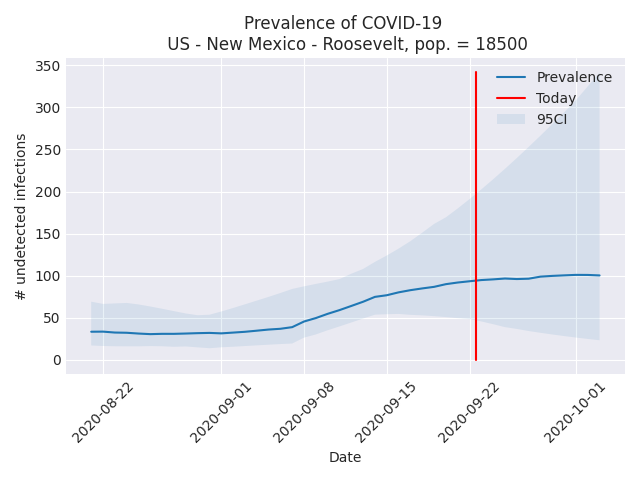 Prevalence of COVID-19
US - New Mexico - Roosevelt, pop. = 18500
350
300
250
200
150
100
50
0
# undetected infections
Prevalence
Today
95CI
2020-08-22
2020-09-01
2020-09-08
2020-09-15
2020-09-22
2020-10-01
Date